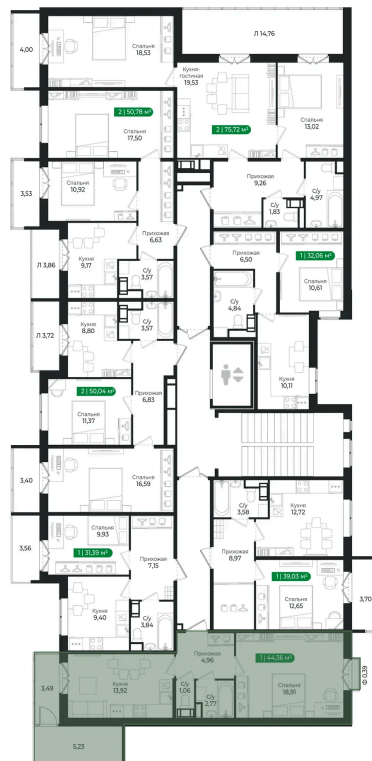 4,00
Спальня
18,53
Л 14,76
Кухня-
гостиная
19,53
2 | 50,78 м²
Спальня
17,50
2 | 75,72 м²
Спальня
13,02
3,53
Спальня
10,92
Прихожая
9,26
С/у
4,97
С/у
1,83
Прихожая
6,63
Л 3,86
Кухня
9,17
С/у
3,57
Прихожая
6,50
1 | 32,06 м²
Спальня
10,61
С/у
4,84
Л 3,72
Кухня
8,80
С/у
3,57
Кухня
10,11
2 | 50,04 м²
Спальня
11,37
Прихожая
6,83
3,40
Спальня
16,59
С/у
3,58
Кухня
12,72
3,56
Спальня
9,93
1 | 31,39 м²
Прихожая
7,15
Прихожая
8,97
1 | 39,03 м²
Спальня
12,65
3,70
Кухня
9,40
С/у
3,84
Прихожая
4,96
1 | 44,36 м²
Спальня
18,91
Ф 0,39
3,49
Кухня
13,92
С/у
1,06
С/у
2,77
5,23